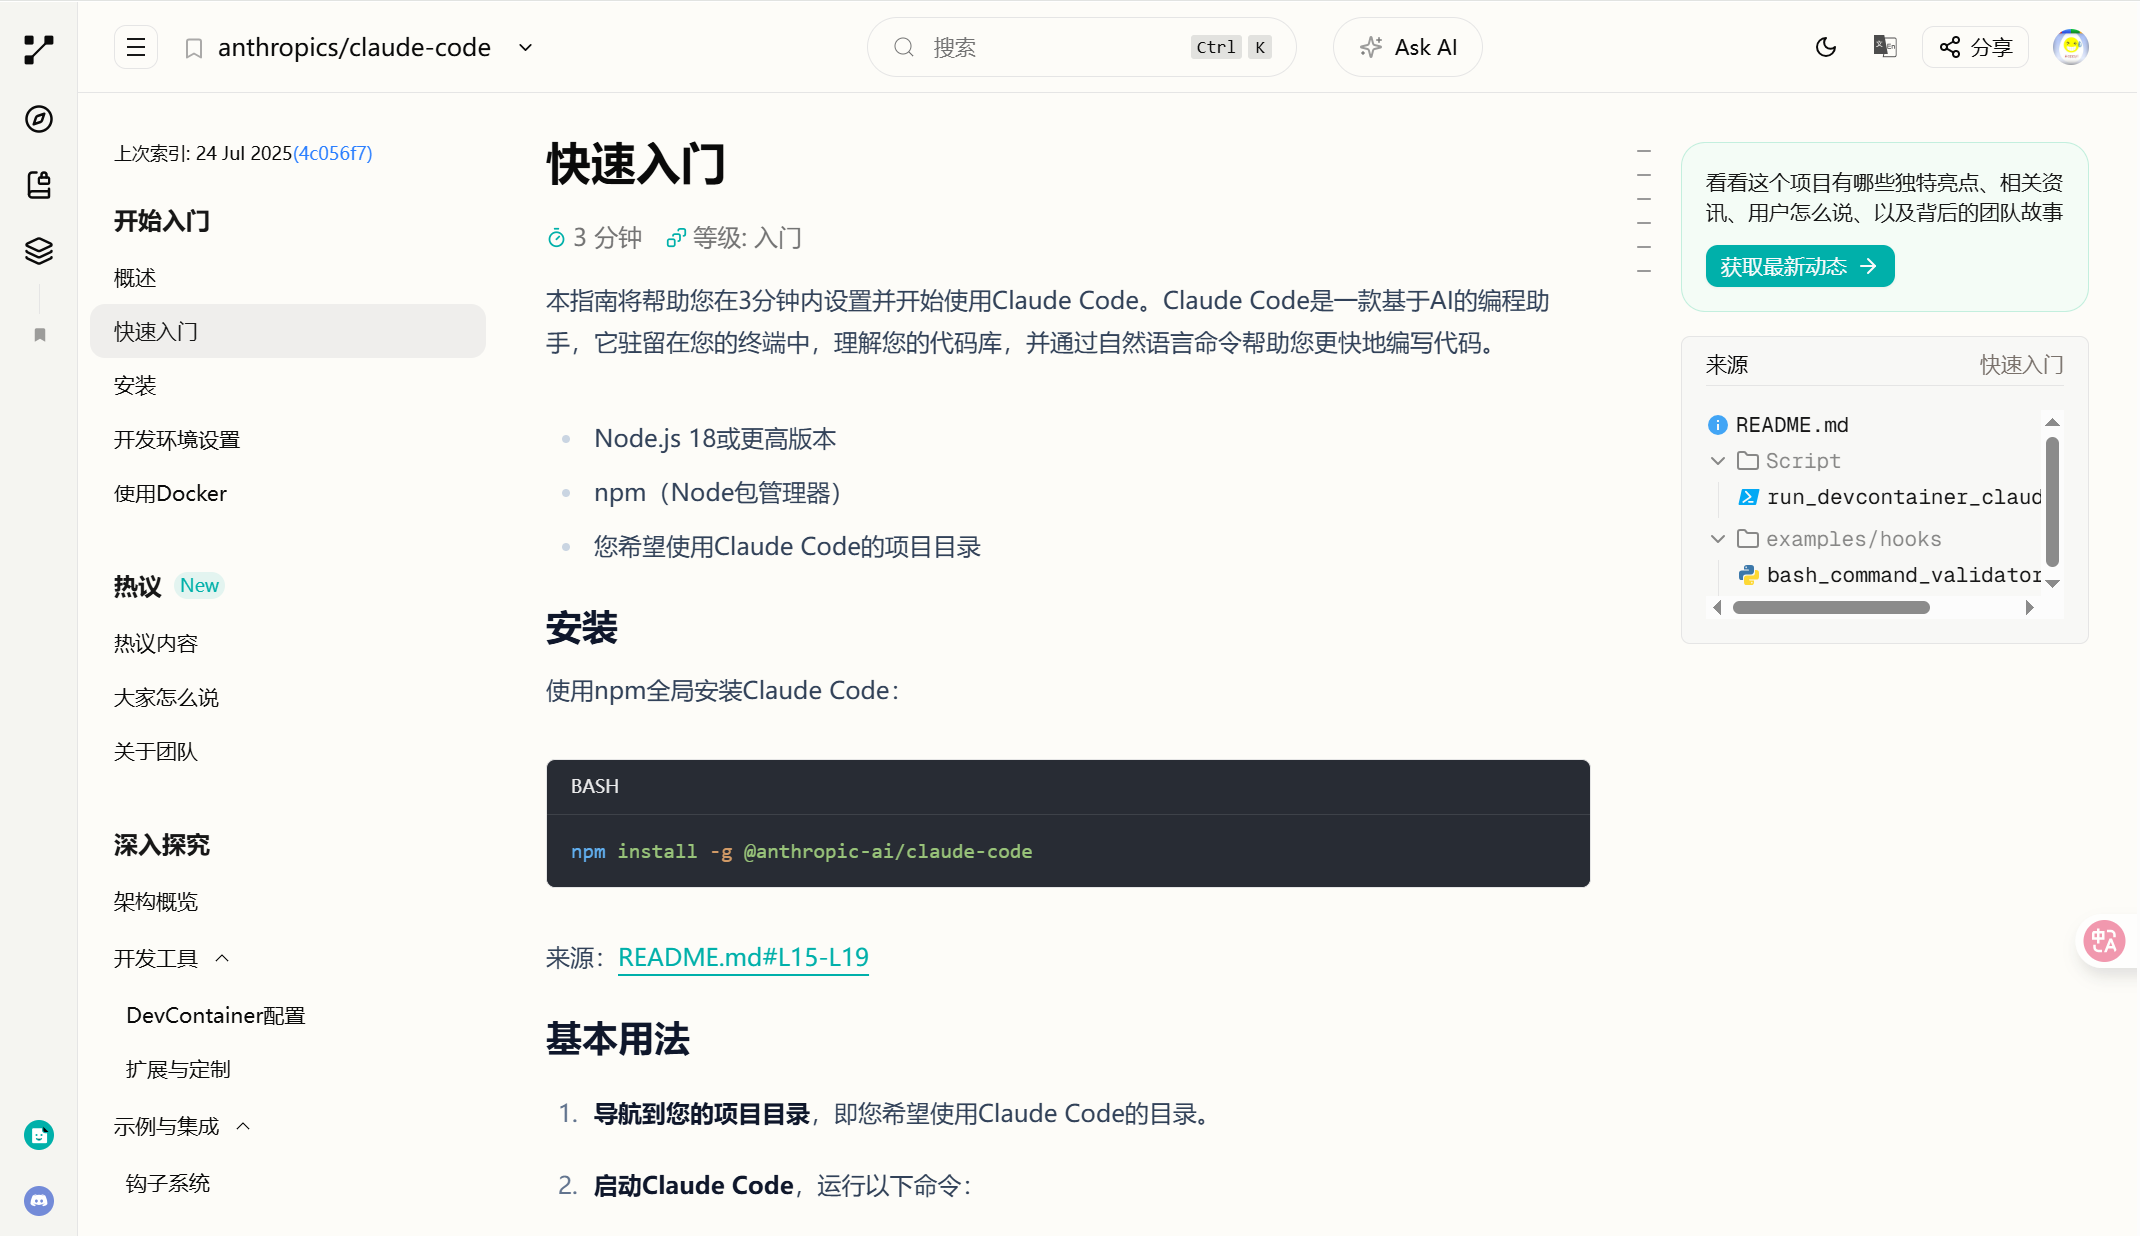 anthropics/claude-code
搜索
Ctrl K
Ask AI
分享
上次索引: 24 Jul 2025(4c056f7)
开始入门
概述
快速入门
安装
开发环境设置
使用Docker
热议 New
热议内容
大家怎么说
关于团队
深入探究
架构概览
开发工具
DevContainer配置
扩展与定制
示例与集成
钩子系统
快速入门
3 分钟 等级: 入门
本指南将帮助您在3分钟内设置并开始使用Claude Code。Claude Code是一款基于AI的编程助
手，它驻留在您的终端中，理解您的代码库，并通过自然语言命令帮助您更快地编写代码。
Node.js 18或更高版本
npm（Node包管理器）
您希望使用Claude Code的项目目录
安装
使用npm全局安装Claude Code：
BASH
npm install -g @anthropic-ai/claude-code
来源：README.md#L15-L19
基本用法
1. 导航到您的项目目录，即您希望使用Claude Code的目录。
2. 启动Claude Code，运行以下命令：
看看这个项目有哪些独特亮点、相关资
讯、用户怎么说、以及背后的团队故事
获取最新动态
来源 快速入门
README.md
Script
run_devcontainer_claud
examples/hooks
bash_command_validator